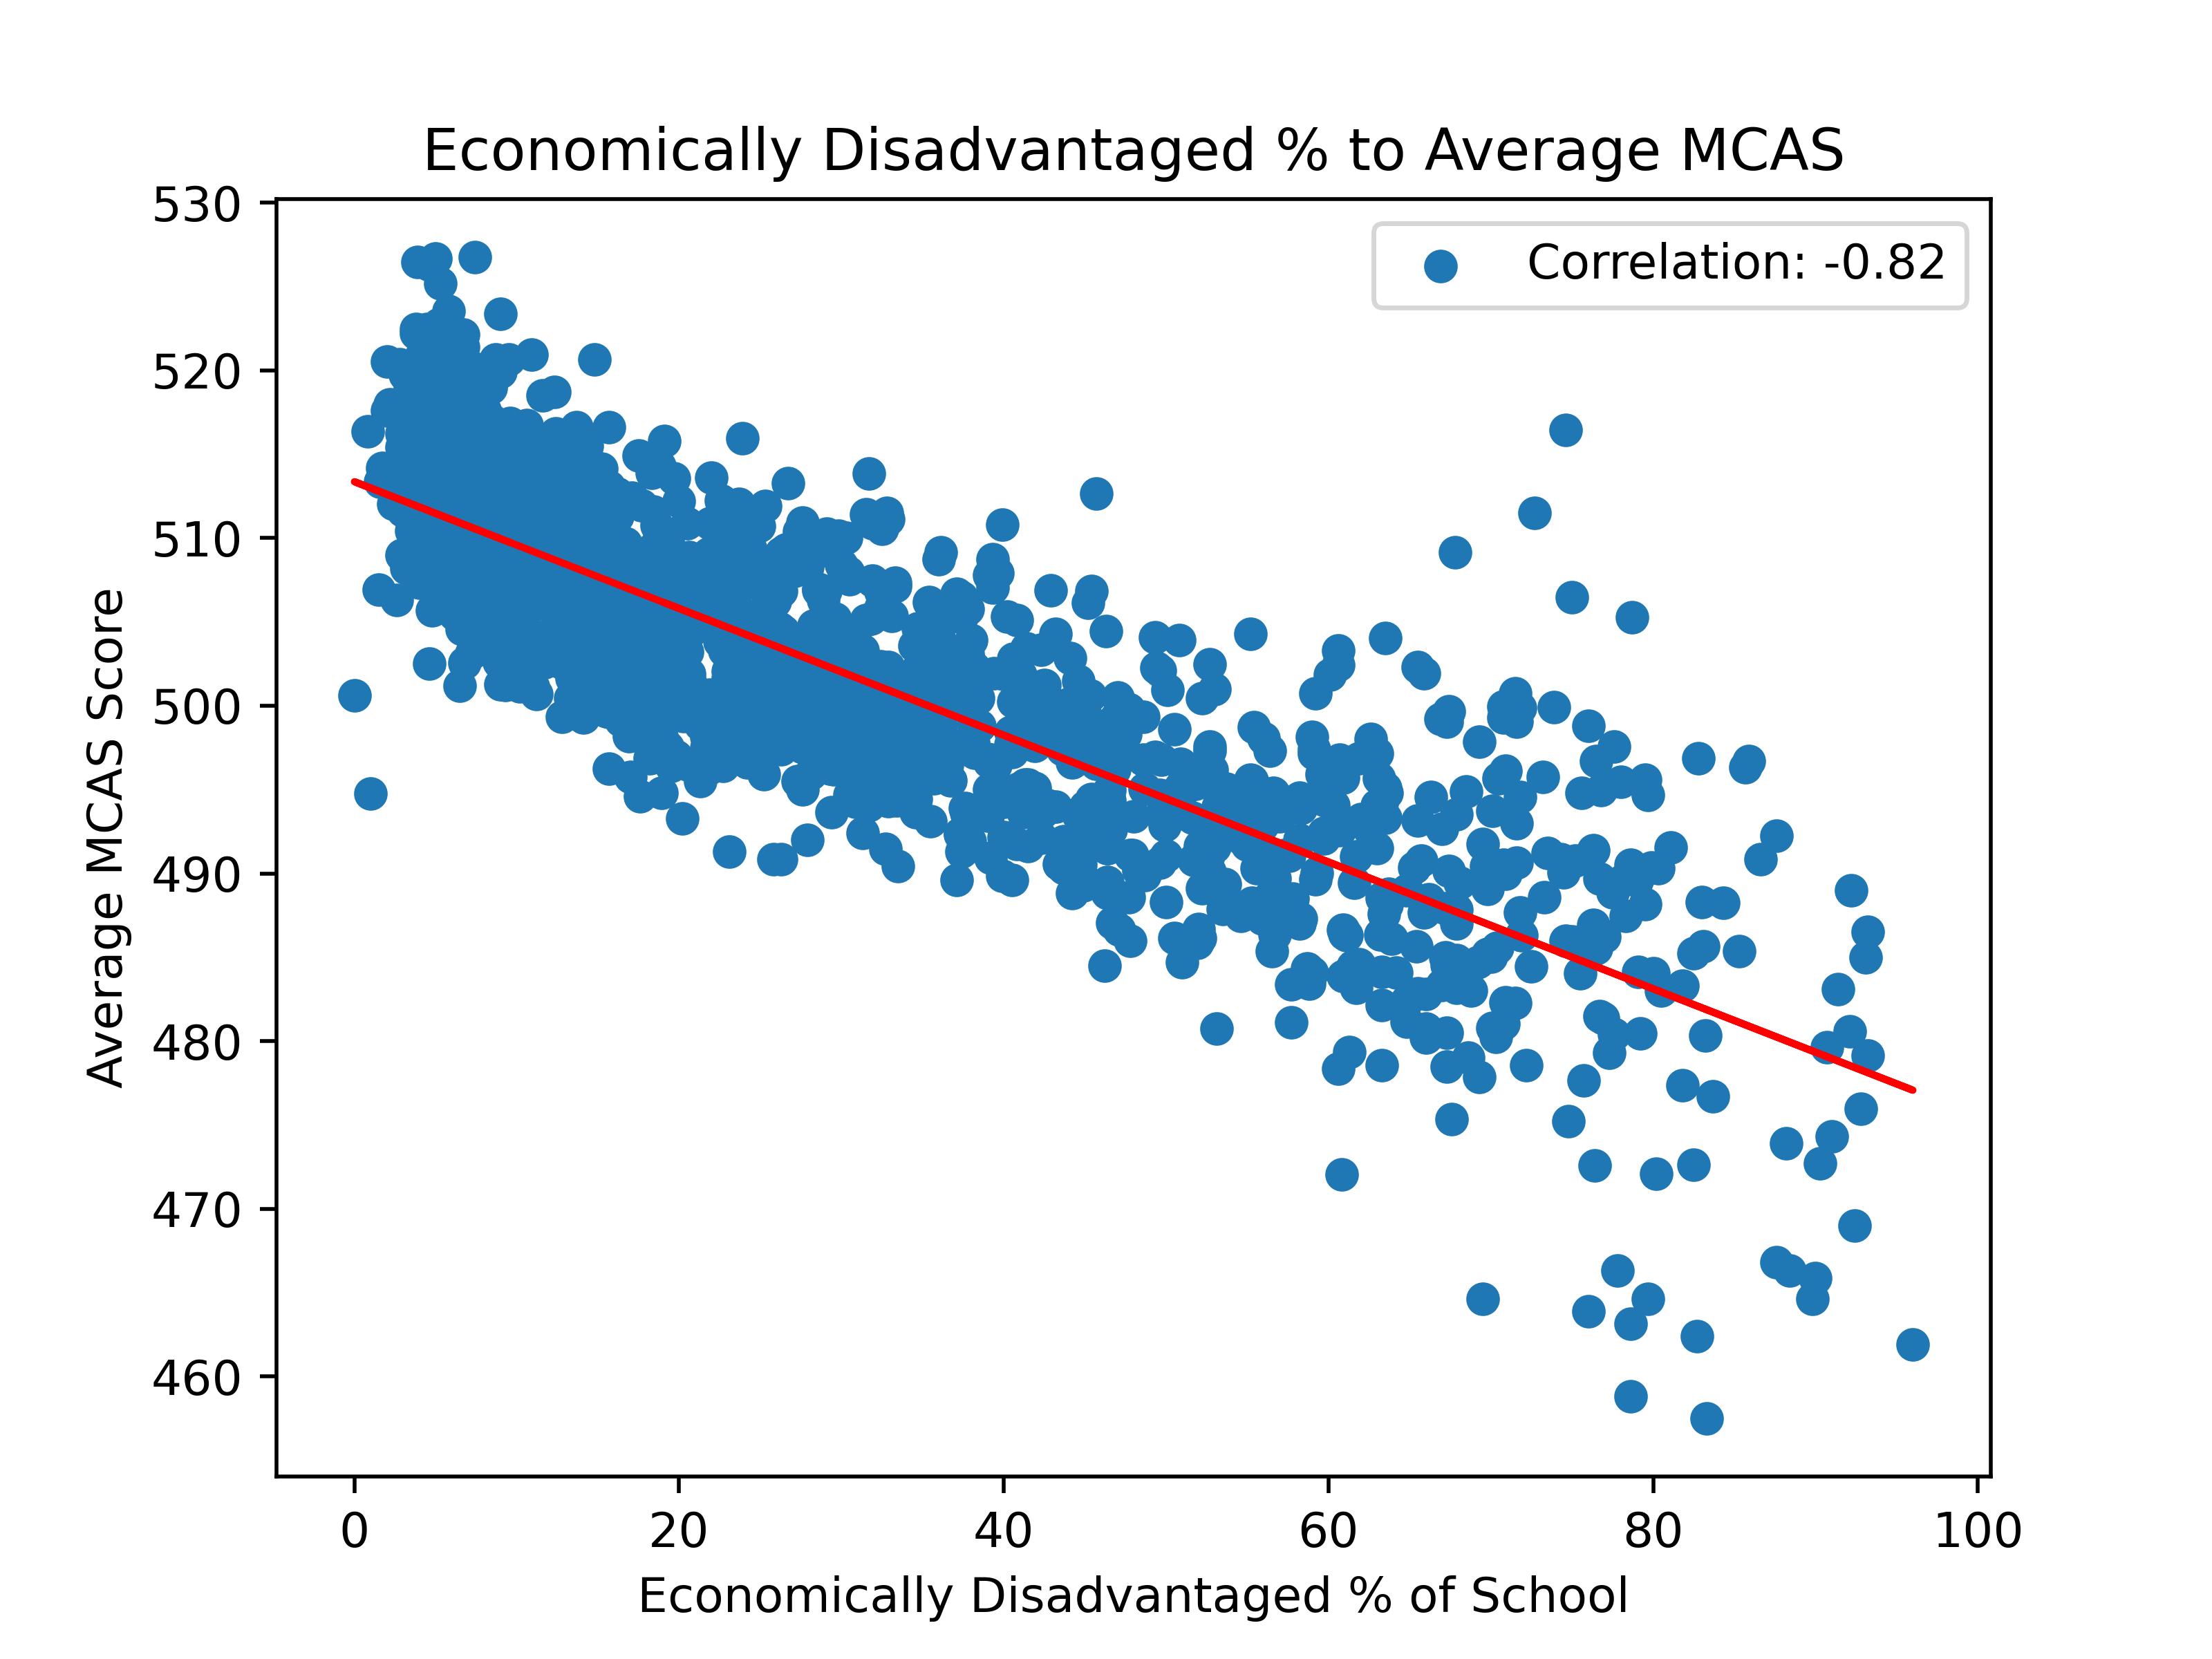 Economically Disadvantaged % to Average MCAS
Correlation: -0.82
Average MCAS Score
530
520
510
500
490
480
470
460
0 20 40 60 80 100
Economically Disadvantaged % of School